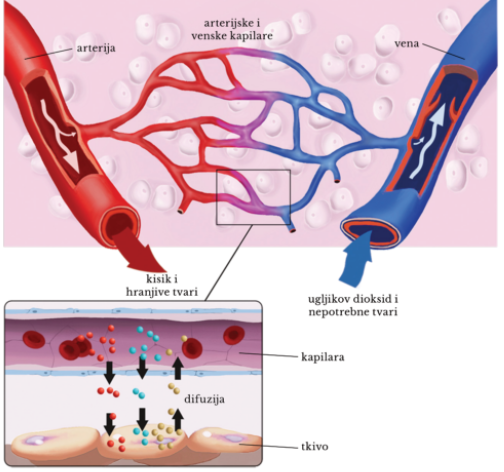 arterijske i
venske kapilare
arterija
vena
kisik i
hranjive tvari
ugljikov dioksid i
nepotrebne tvari
kapilara
difuzija
tkivo